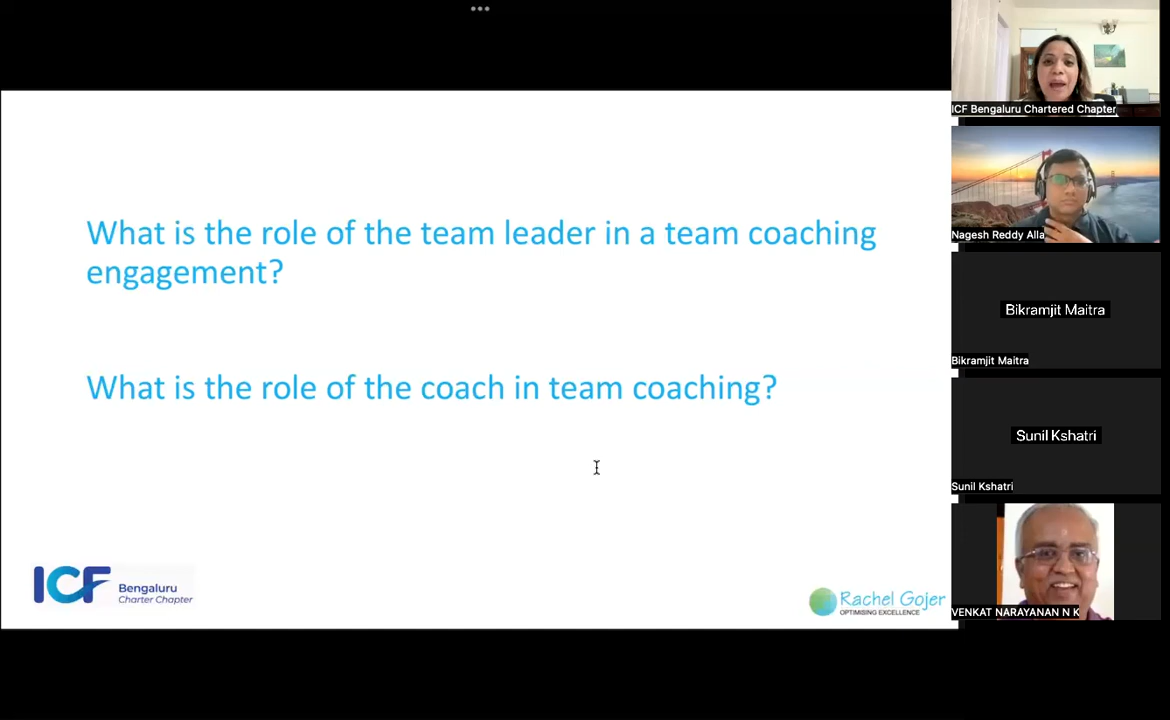 What is the role of the team leader in a team coaching
engagement?
What is the role of the coach in team coaching?
ICF Bengaluru
Charter Chapter
Rachel Gojer
OPTIMISING EXCELLENCE
ICF Bengaluru Chartered Chapter
Nagesh Reddy Alla
Bikramjit Maitra
Bikramjit Maitra
Sunil Kshatri
Sunil Kshatri
VENKAT NARAYANAN N K